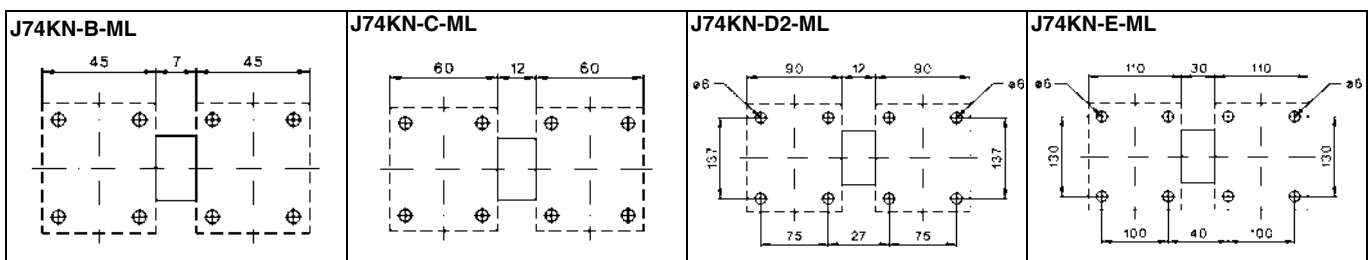 J74KN-B-ML
45 7 45
J74KN-C-ML
60 12 60
J74KN-D2-ML
90 12 90
ø6 ø6
137 137
75 27 75
J74KN-E-ML
110 30 110
ø6 ø6
130 130
100 40 100